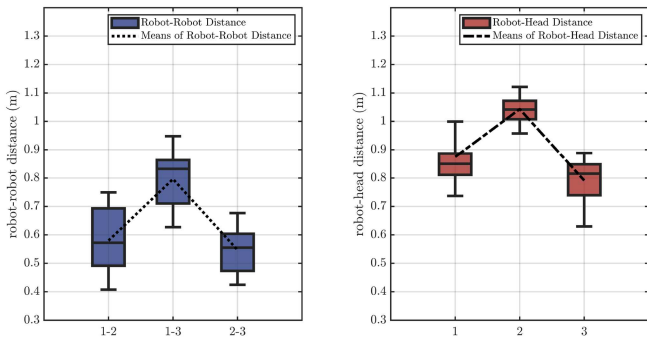 Robot-Robot Distance
Means of Robot-Robot Distance
robot-robot distance (m)
1.3
1.2
1.1
1
0.9
0.8
0.7
0.6
0.5
0.4
0.3
1-2 1-3 2-3
Robot-Head Distance
Means of Robot-Head Distance
robot-head distance (m)
1.3
1.2
1.1
1
0.9
0.8
0.7
0.6
0.5
0.4
0.3
1 2 3